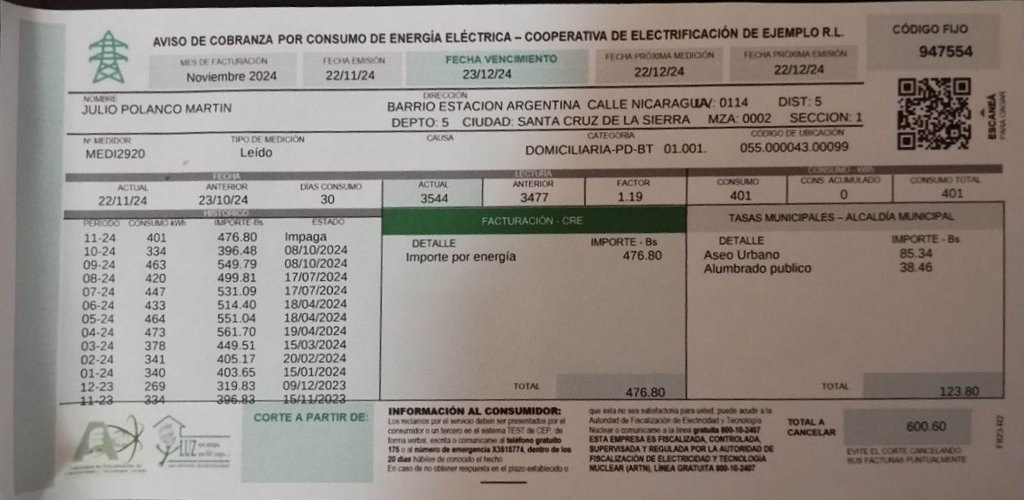 AVISO DE COBRANZA POR CONSUMO DE ENERGÍA ELÉCTRICA – COOPERATIVA DE ELECTRIFICACIÓN DE EJEMPLO R.L.
CÓDIGO FIJO
947554
MES DE FACTURACIÓN
Noviembre 2024
FECHA EMISIÓN
22/11/24
FECHA VENCIMIENTO
23/12/24
FECHA PRÓXIMA MEDICIÓN
22/12/24
FECHA PRÓXIMA EMISIÓN
22/12/24
NOMBRE
JULIO POLANCO MARTIN
DIRECCIÓN
BARRIO ESTACION ARGENTINA CALLE NICARAGUA UV: 0114 DIST: 5
DEPTO: 5 CIUDAD: SANTA CRUZ DE LA SIERRA MZA: 0002 SECCION: 1
ESCANEÁ
PARA PAGAR
Nº MEDIDOR
MEDI2920
TIPO DE MEDICIÓN
Leído
CAUSA
CATEGORIA
DOMICILIARIA-PD-BT 01.001.
CÓDIGO DE UBICACIÓN
055.000043.00099
FECHA
ACTUAL ANTERIOR DÍAS CONSUMO
22/11/24 23/10/24 30
LECTURA
ACTUAL ANTERIOR FACTOR
3544 3477 1.19
CONSUMO - kWh
CONSUMO CONS. ACUMULADO CONSUMO TOTAL
401 0 401
HISTÓRICO
PERIODO CONSUMO kWh IMPORTE-Bs ESTADO
11-24 401 476.80 Impaga
10-24 334 396.48 08/10/2024
09-24 463 549.79 08/10/2024
08-24 420 499.81 17/07/2024
07-24 447 531.09 17/07/2024
06-24 433 514.40 18/04/2024
05-24 464 551.04 18/04/2024
04-24 473 561.70 19/04/2024
03-24 378 449.51 15/03/2024
02-24 341 405.17 20/02/2024
01-24 340 403.65 15/01/2024
12-23 269 319.83 09/12/2023
11-23 334 396.83 15/11/2023
FACTURACIÓN - CRE
DETALLE IMPORTE - Bs
Importe por energía 476.80
TOTAL 476.80
TASAS MUNICIPALES – ALCALDÍA MUNICIPAL
DETALLE IMPORTE - Bs
Aseo Urbano 85.34
Alumbrado publico 38.46
TOTAL 123.80
LUZ
CORTE A PARTIR DE:
INFORMACIÓN AL CONSUMIDOR:
Los reclamos por el servicio deben ser presentados por el
consumidor o un tercero en el sistema TEST de CEP, de
forma verbal, escrita o comunicarse al teléfono gratuito
176 o al número de emergencia X3518774, dentro de los
20 días hábiles de conocido el hecho
En caso de no obtener respuesta en el plazo establecido o
que ésta no sea satisfactoria para usted, puede acudir a la
Autoridad de Fiscalización de Electricidad y Tecnología
Nuclear o comunicarse a la línea gratuita 800-10-2407
ESTA EMPRESA ES FISCALIZADA, CONTROLADA,
SUPERVISADA Y REGULADA POR LA AUTORIDAD DE
FISCALIZACIÓN DE ELECTRICIDAD Y TECNOLOGÍA
NUCLEAR (ARTN), LÍNEA GRATUITA 800-10-2407
TOTAL A
CANCELAR
600.60
EVITE EL CORTE CANCELANDO
SUS FACTURAS PUNTUALMENTE
FB23-R2